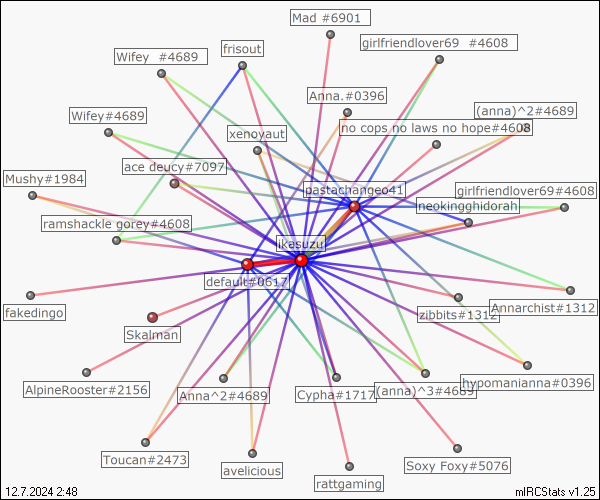 Mad #6901
girlfriendlover69 #4608
frisout
Wifey #4689
Anna.#0396
(anna)^2#4689
Wifey#4689
no cops no laws no hope#4608
xenoyaut
ace deucy#7097
Mushy#1984
pastachangeo41
girlfriendlover69#4608
neokingghidorah
ramshackle gorey#4608
ikasuzu
default#0617
fakedingo
Annarchist#1312
zibbits#1312
Skalman
AlpineRooster#2156
Anna^2#4689
Cypha#1717
(anna)^3#4689
hypomanianna#0396
Toucan#2473
avelicious
Soxy Foxy#5076
rattgaming
12.7.2024 2:48
mIRCStats v1.25